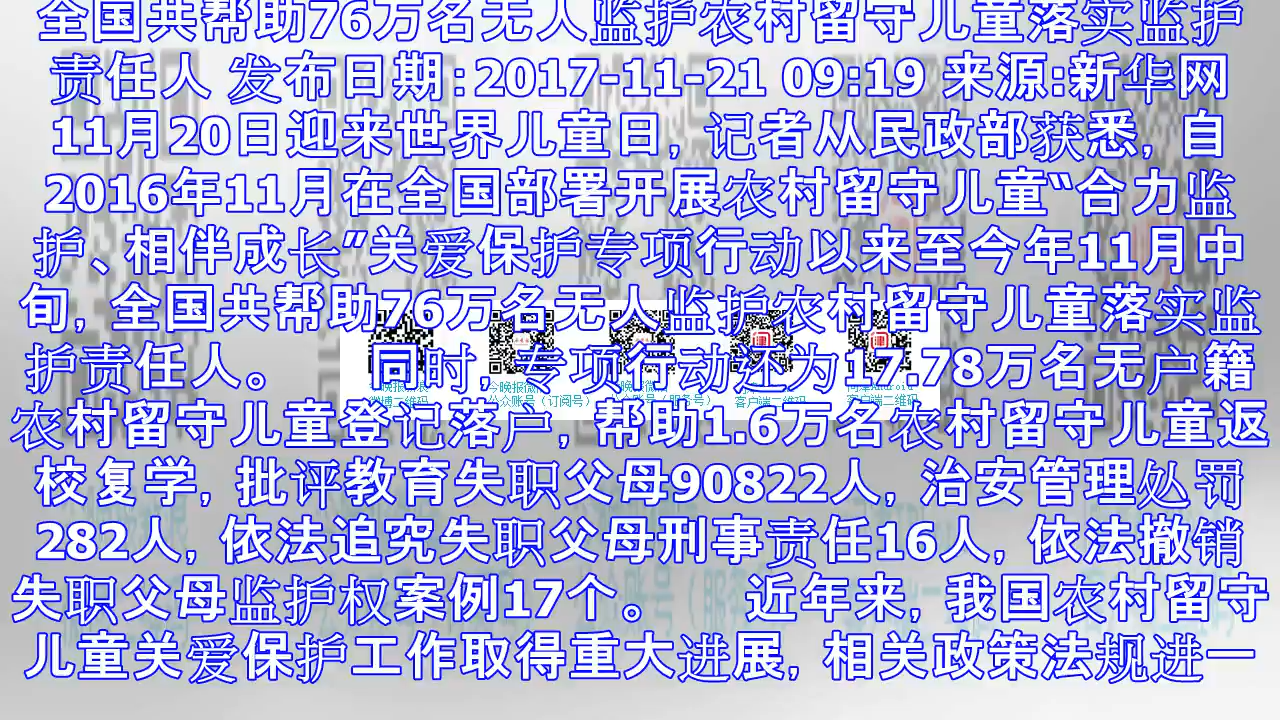 全国共帮助76万名无人监护农村留守儿童落实监护
责任人 发布日期:2017-11-21 09:19 来源:新华网
11月20日迎来世界儿童日, 记者从民政部获悉, 自
2016年11月在全国部署开展农村留守儿童“合力监
护、相伴成长”关爱保护专项行动以来至今年11月中
旬, 全国共帮助76万名无人监护农村留守儿童落实监
护责任人。 同时, 专项行动还为17.78万名无户籍
农村留守儿童登记落户, 帮助1.6万名农村留守儿童返
校复学, 批评教育失职父母90822人, 治安管理处罚
282人, 依法追究失职父母刑事责任16人, 依法撤销
失职父母监护权案例17个。 近年来, 我国农村留守
儿童关爱保护工作取得重大进展, 相关政策法规进一
客户端二维码
客户端二维码